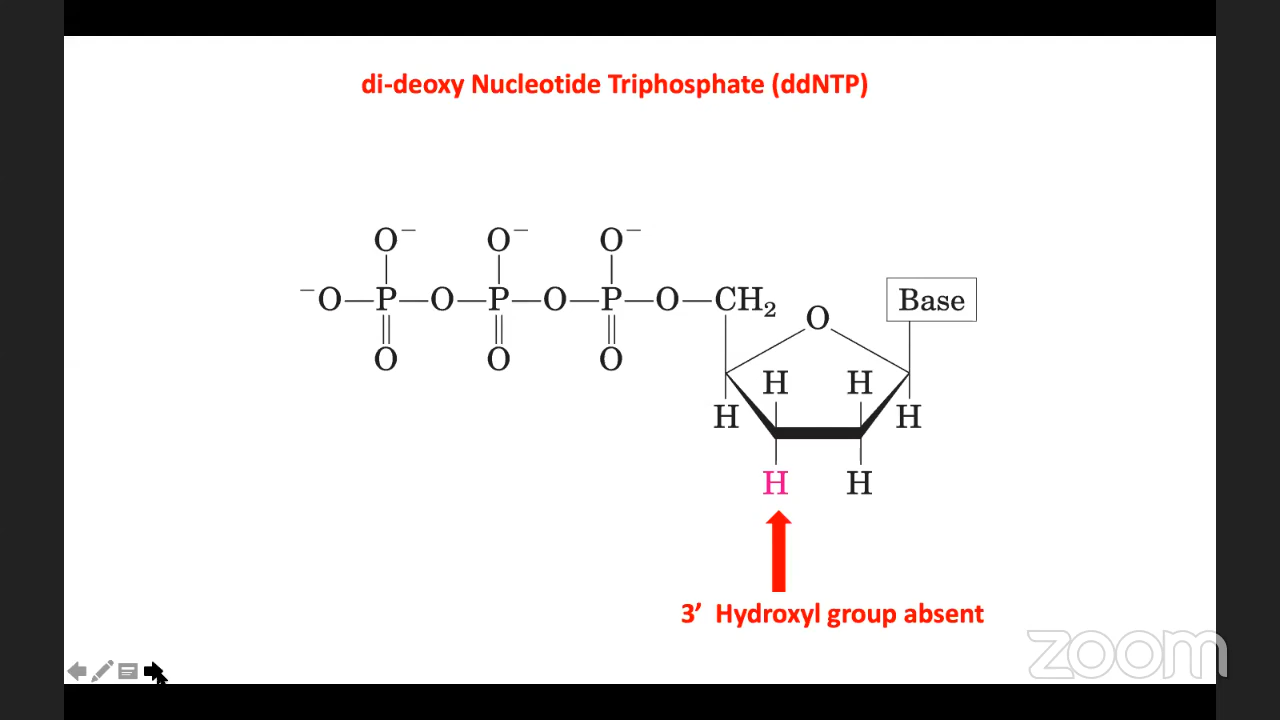 di-deoxy Nucleotide Triphosphate (ddNTP)
O⁻ O⁻ O⁻
⁻O—P—O—P—O—P—O—CH₂ O Base
O O O
H H
H H
H H
3’ Hydroxyl group absent
zoom